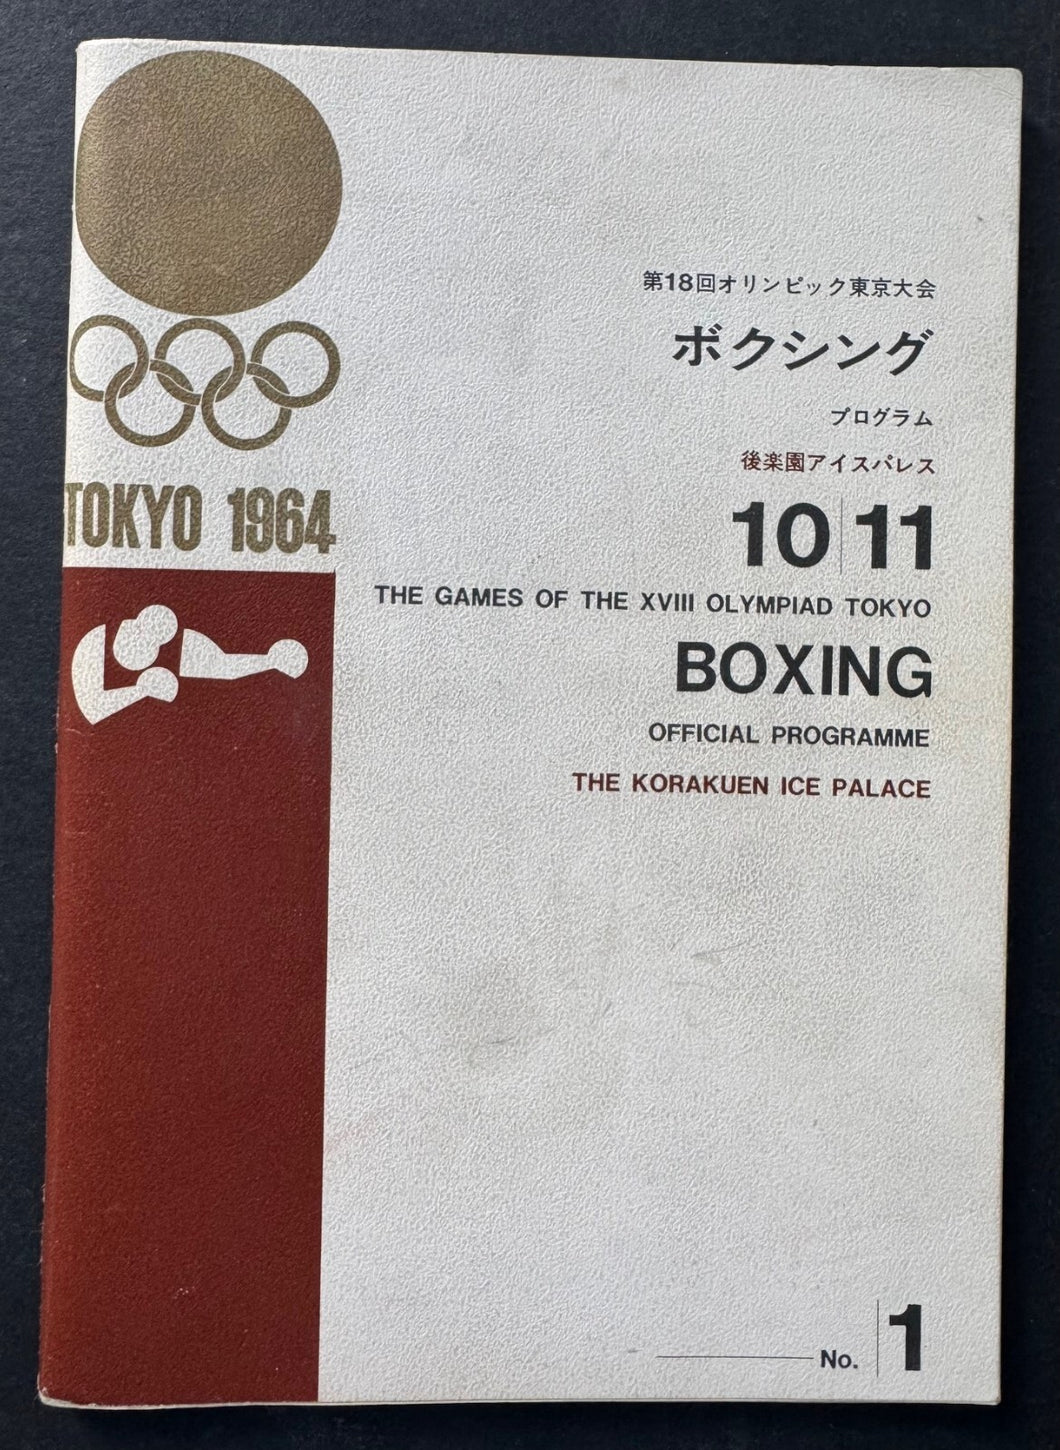 TOKYO 1964
第18回オリンピック東京大会
ボクシング
プログラム
後楽園アイスパレス
10|11
THE GAMES OF THE XVIII OLYMPIAD TOKYO
BOXING
OFFICIAL PROGRAMME
THE KORAKUEN ICE PALACE
No. |1